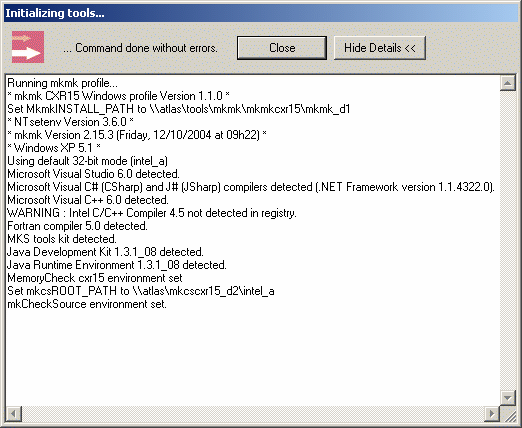 Initializing tools...
... Command done without errors.
Close
Hide Details <<
Running mkmk profile...
* mkmk CXR15 Windows profile Version 1.1.0 *
Set MkmkINSTALL_PATH to \\atlas\tools\mkmk\mkmkcxr15\mkmk_d1
* NTsetenv Version 3.6.0 *
* mkmk Version 2.15.3 (Friday, 12/10/2004 at 09h22) *
* Windows XP 5.1 *
Using default 32-bit mode (intel_a)
Microsoft Visual Studio 6.0 detected.
Microsoft Visual C# (CSharp) and J# (JSharp) compilers detected (.NET Framework version 1.1.4322.0).
Microsoft Visual C++ 6.0 detected.
WARNING : Intel C/C++ Compiler 4.5 not detected in registry.
Fortran compiler 5.0 detected.
MKS tools kit detected.
Java Development Kit 1.3.1_08 detected.
Java Runtime Environment 1.3.1_08 detected.
MemoryCheck cxr15 environment set
Set mkcsROOT_PATH to \\atlas\mkcscxr15_d2\intel_a
mkCheckSource environment set.